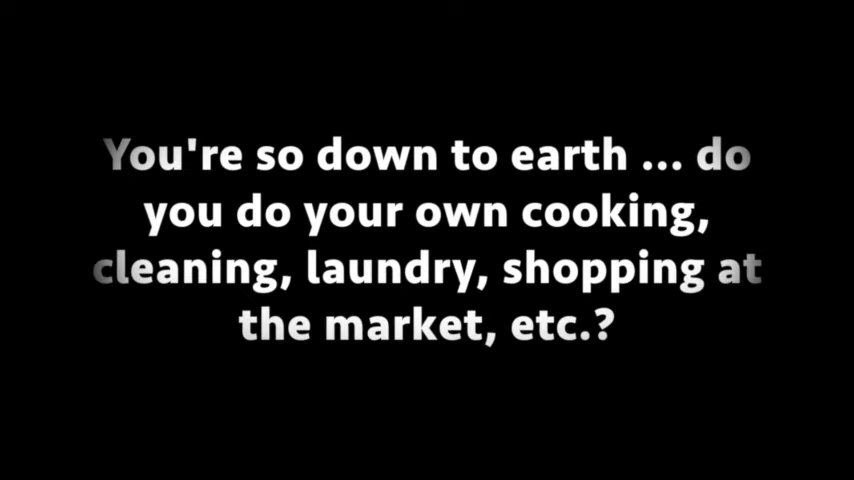 You're so down to earth ... do
you do your own cooking,
cleaning, laundry, shopping at
the market, etc.?